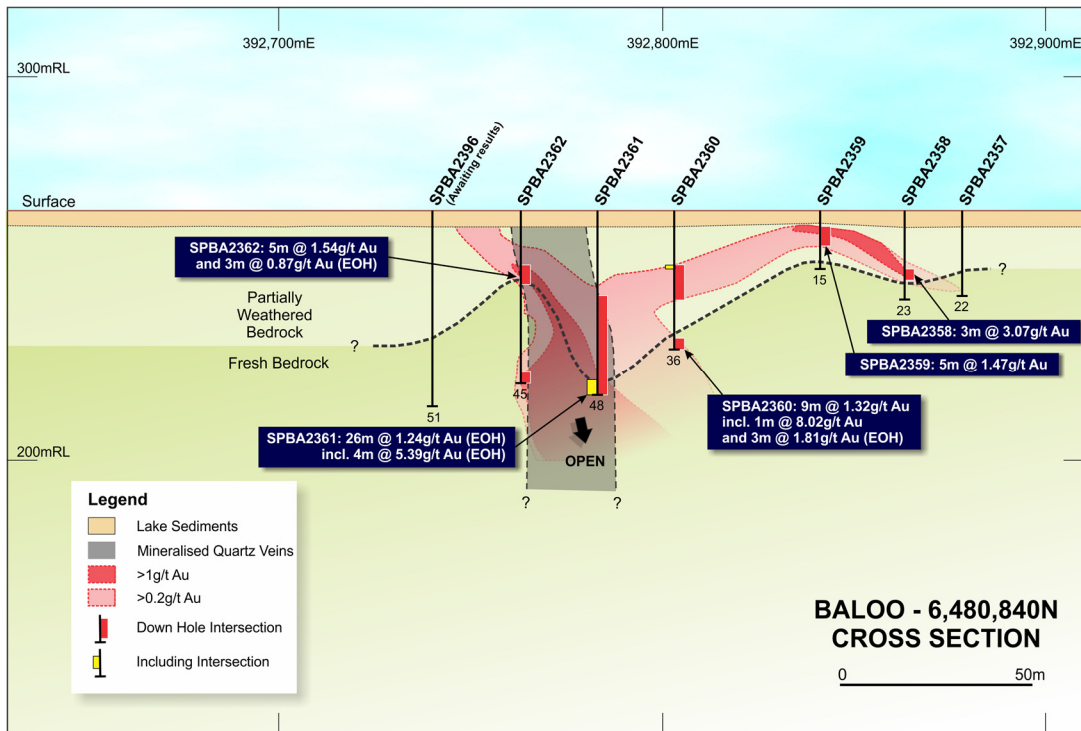 392,700mE
392,800mE
392,900mE
300mRL
SPBA2396
(Awaiting results)
SPBA2362
SPBA2361
SPBA2360
SPBA2359
SPBA2358
SPBA2357
Surface
SPBA2362: 5m @ 1.54g/t Au
and 3m @ 0.87g/t Au (EOH)
Partially
Weathered
Bedrock
?
Fresh Bedrock
?
15
23
22
SPBA2358: 3m @ 3.07g/t Au
SPBA2359: 5m @ 1.47g/t Au
36
45
48
51
SPBA2360: 9m @ 1.32g/t Au
incl. 1m @ 8.02g/t Au
and 3m @ 1.81g/t Au (EOH)
SPBA2361: 26m @ 1.24g/t Au (EOH)
incl. 4m @ 5.39g/t Au (EOH)
OPEN
200mRL
?
?
Legend
Lake Sediments
Mineralised Quartz Veins
>1g/t Au
>0.2g/t Au
Down Hole Intersection
Including Intersection
BALOO - 6,480,840N
CROSS SECTION
0
50m